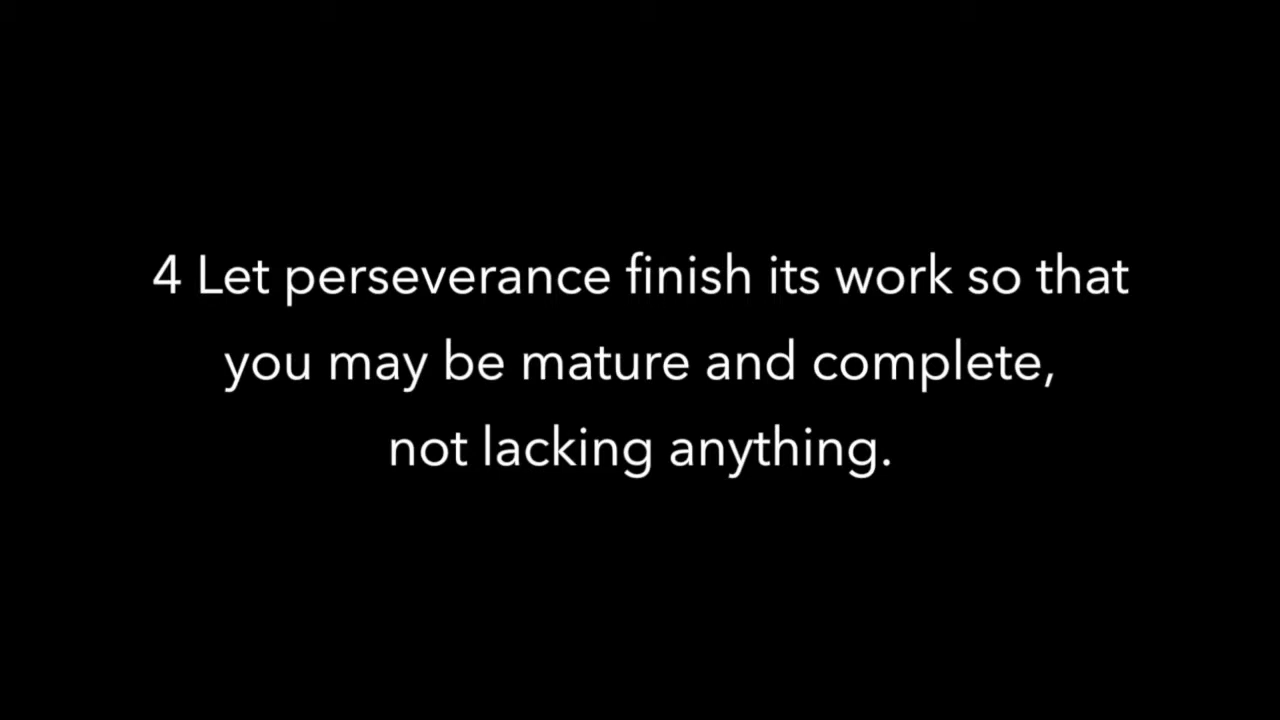 4 Let perseverance finish its work so that
you may be mature and complete,
not lacking anything.